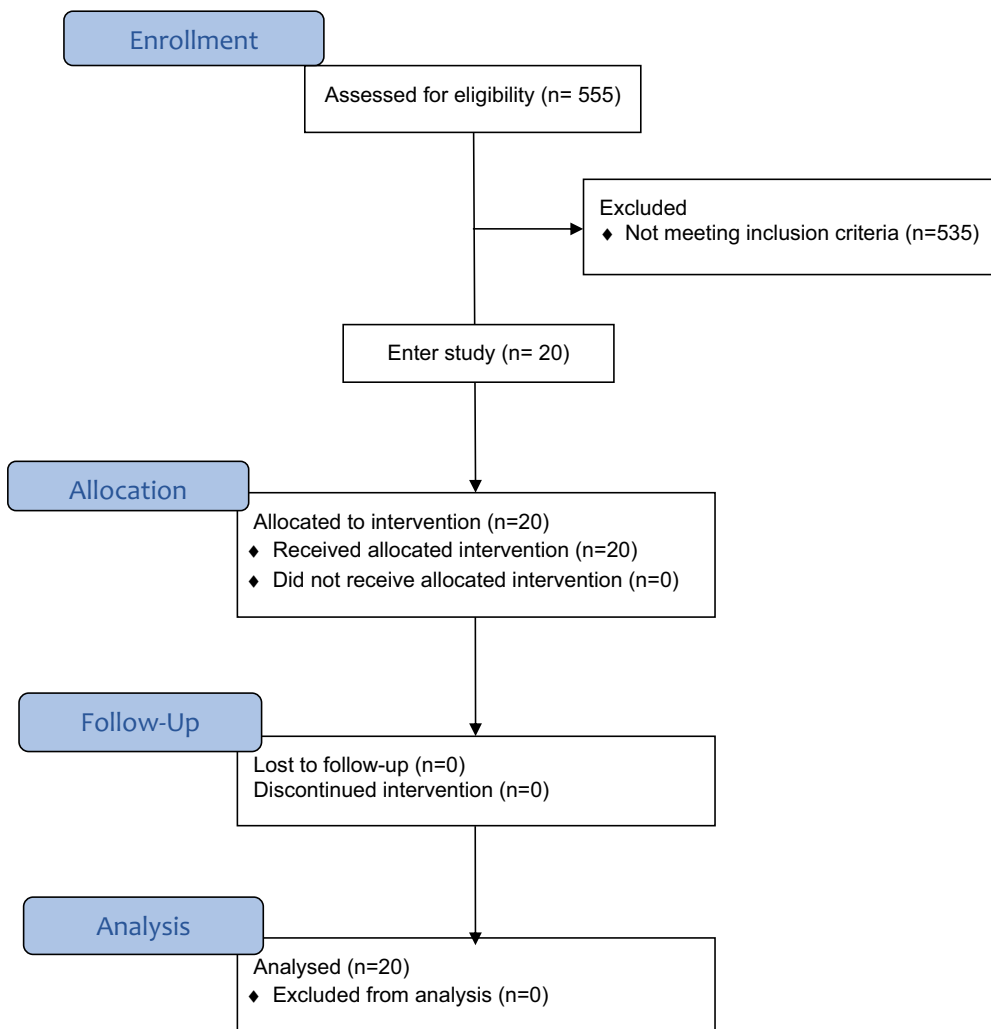 Enrollment
Assessed for eligibility (n= 555)
Excluded
♦ Not meeting inclusion criteria (n=535)
Enter study (n= 20)
Allocation
Allocated to intervention (n=20)
♦ Received allocated intervention (n=20)
♦ Did not receive allocated intervention (n=0)
Follow-Up
Lost to follow-up (n=0)
Discontinued intervention (n=0)
Analysis
Analysed (n=20)
♦ Excluded from analysis (n=0)